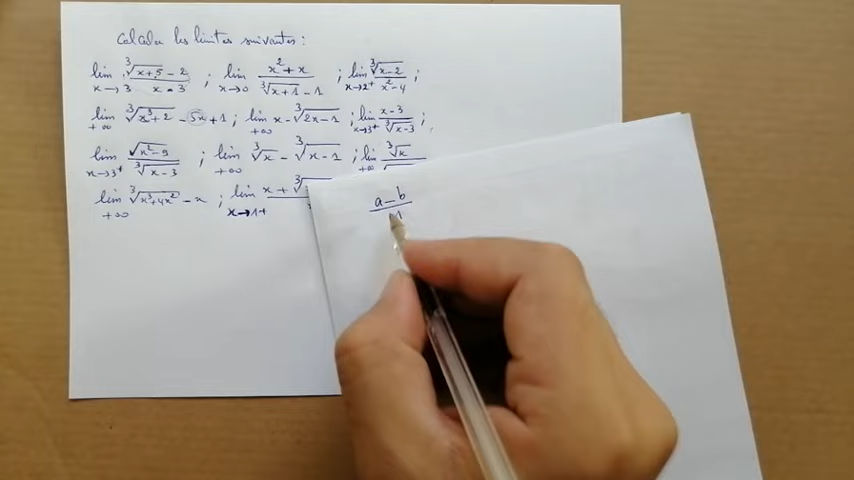 Calculer les limites suivantes :
lim x→3 ∛(x+5) - 2 / x - 3 ; lim x→0 x² + x / ∛(x+1) - 1 ; lim x→2⁺ ∛(x-2) / x²-4 ;
lim +∞ ∛(x³+2) - 5x + 1 ; lim +∞ x - ∛(2x-1) ; lim x→3⁺ x-3 / ∛(x-3) ;
lim x→3⁺ √(x²-9) / ∛(x-3) ; lim +∞ ∛x - ∛(x-1) ; lim +∞ ∛x / √
lim +∞ ∛(x³+4x²) - x ; lim x→1+ x + ∛
a - b